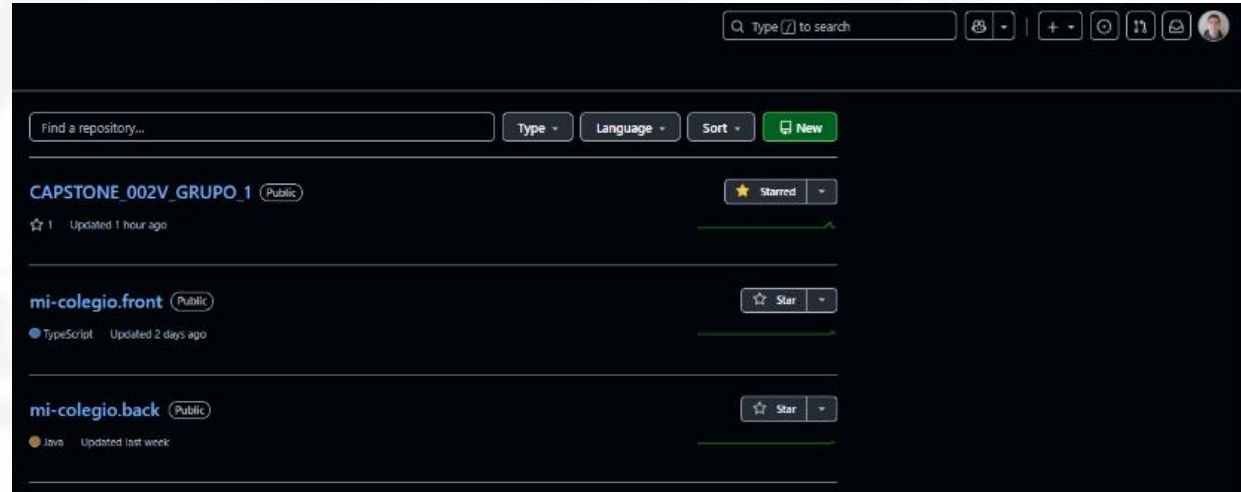 Type / to search
Find a repository...
Type
Language
Sort
New
CAPSTONE_002V_GRUPO_1 Public
Starred
1 Updated 1 hour ago
mi-colegio.front Public
Star
TypeScript Updated 2 days ago
mi-colegio.back Public
Star
Java Updated last week